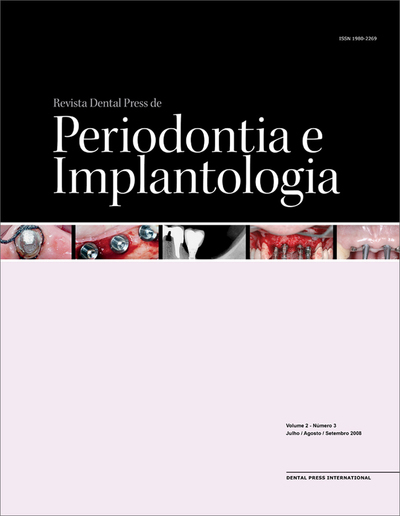 ISSN 1980-2269
Revista Dental Press de
Periodontia e
Implantologia
Volume 2 - Número 3
Julho / Agosto / Setembro 2008
DENTAL PRESS INTERNATIONAL